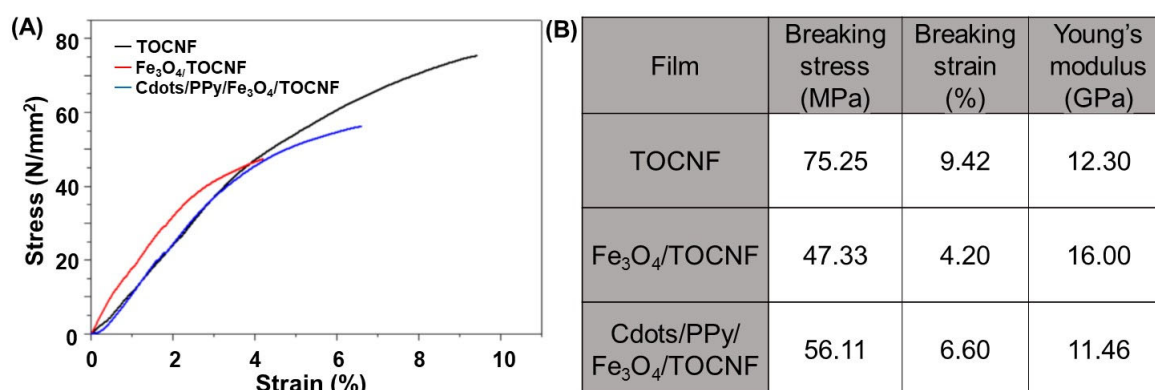 (A)
80
60
40
20
0
Stress (N/mm²)
TOCNF
Fe₃O₄/TOCNF
Cdots/PPy/Fe₃O₄/TOCNF
0 2 4 6 8 10
Strain (%)
(B)
Film
Breaking
stress
(MPa)
Breaking
strain
(%)
Young's
modulus
(GPa)
TOCNF 75.25 9.42 12.30
Fe₃O₄/TOCNF 47.33 4.20 16.00
Cdots/PPy/
Fe₃O₄/TOCNF 56.11 6.60 11.46